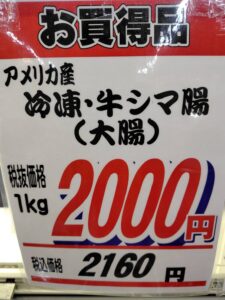 お買得品
アメリカ産
冷凍・牛シマ腸
(大腸)
税抜価格
1kg 2000円
税込価格 2160円